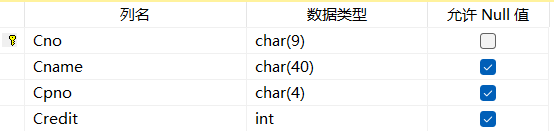 列名 数据类型 允许 Null 值
Cno char(9)
Cname char(40)
Cpno char(4)
Credit int